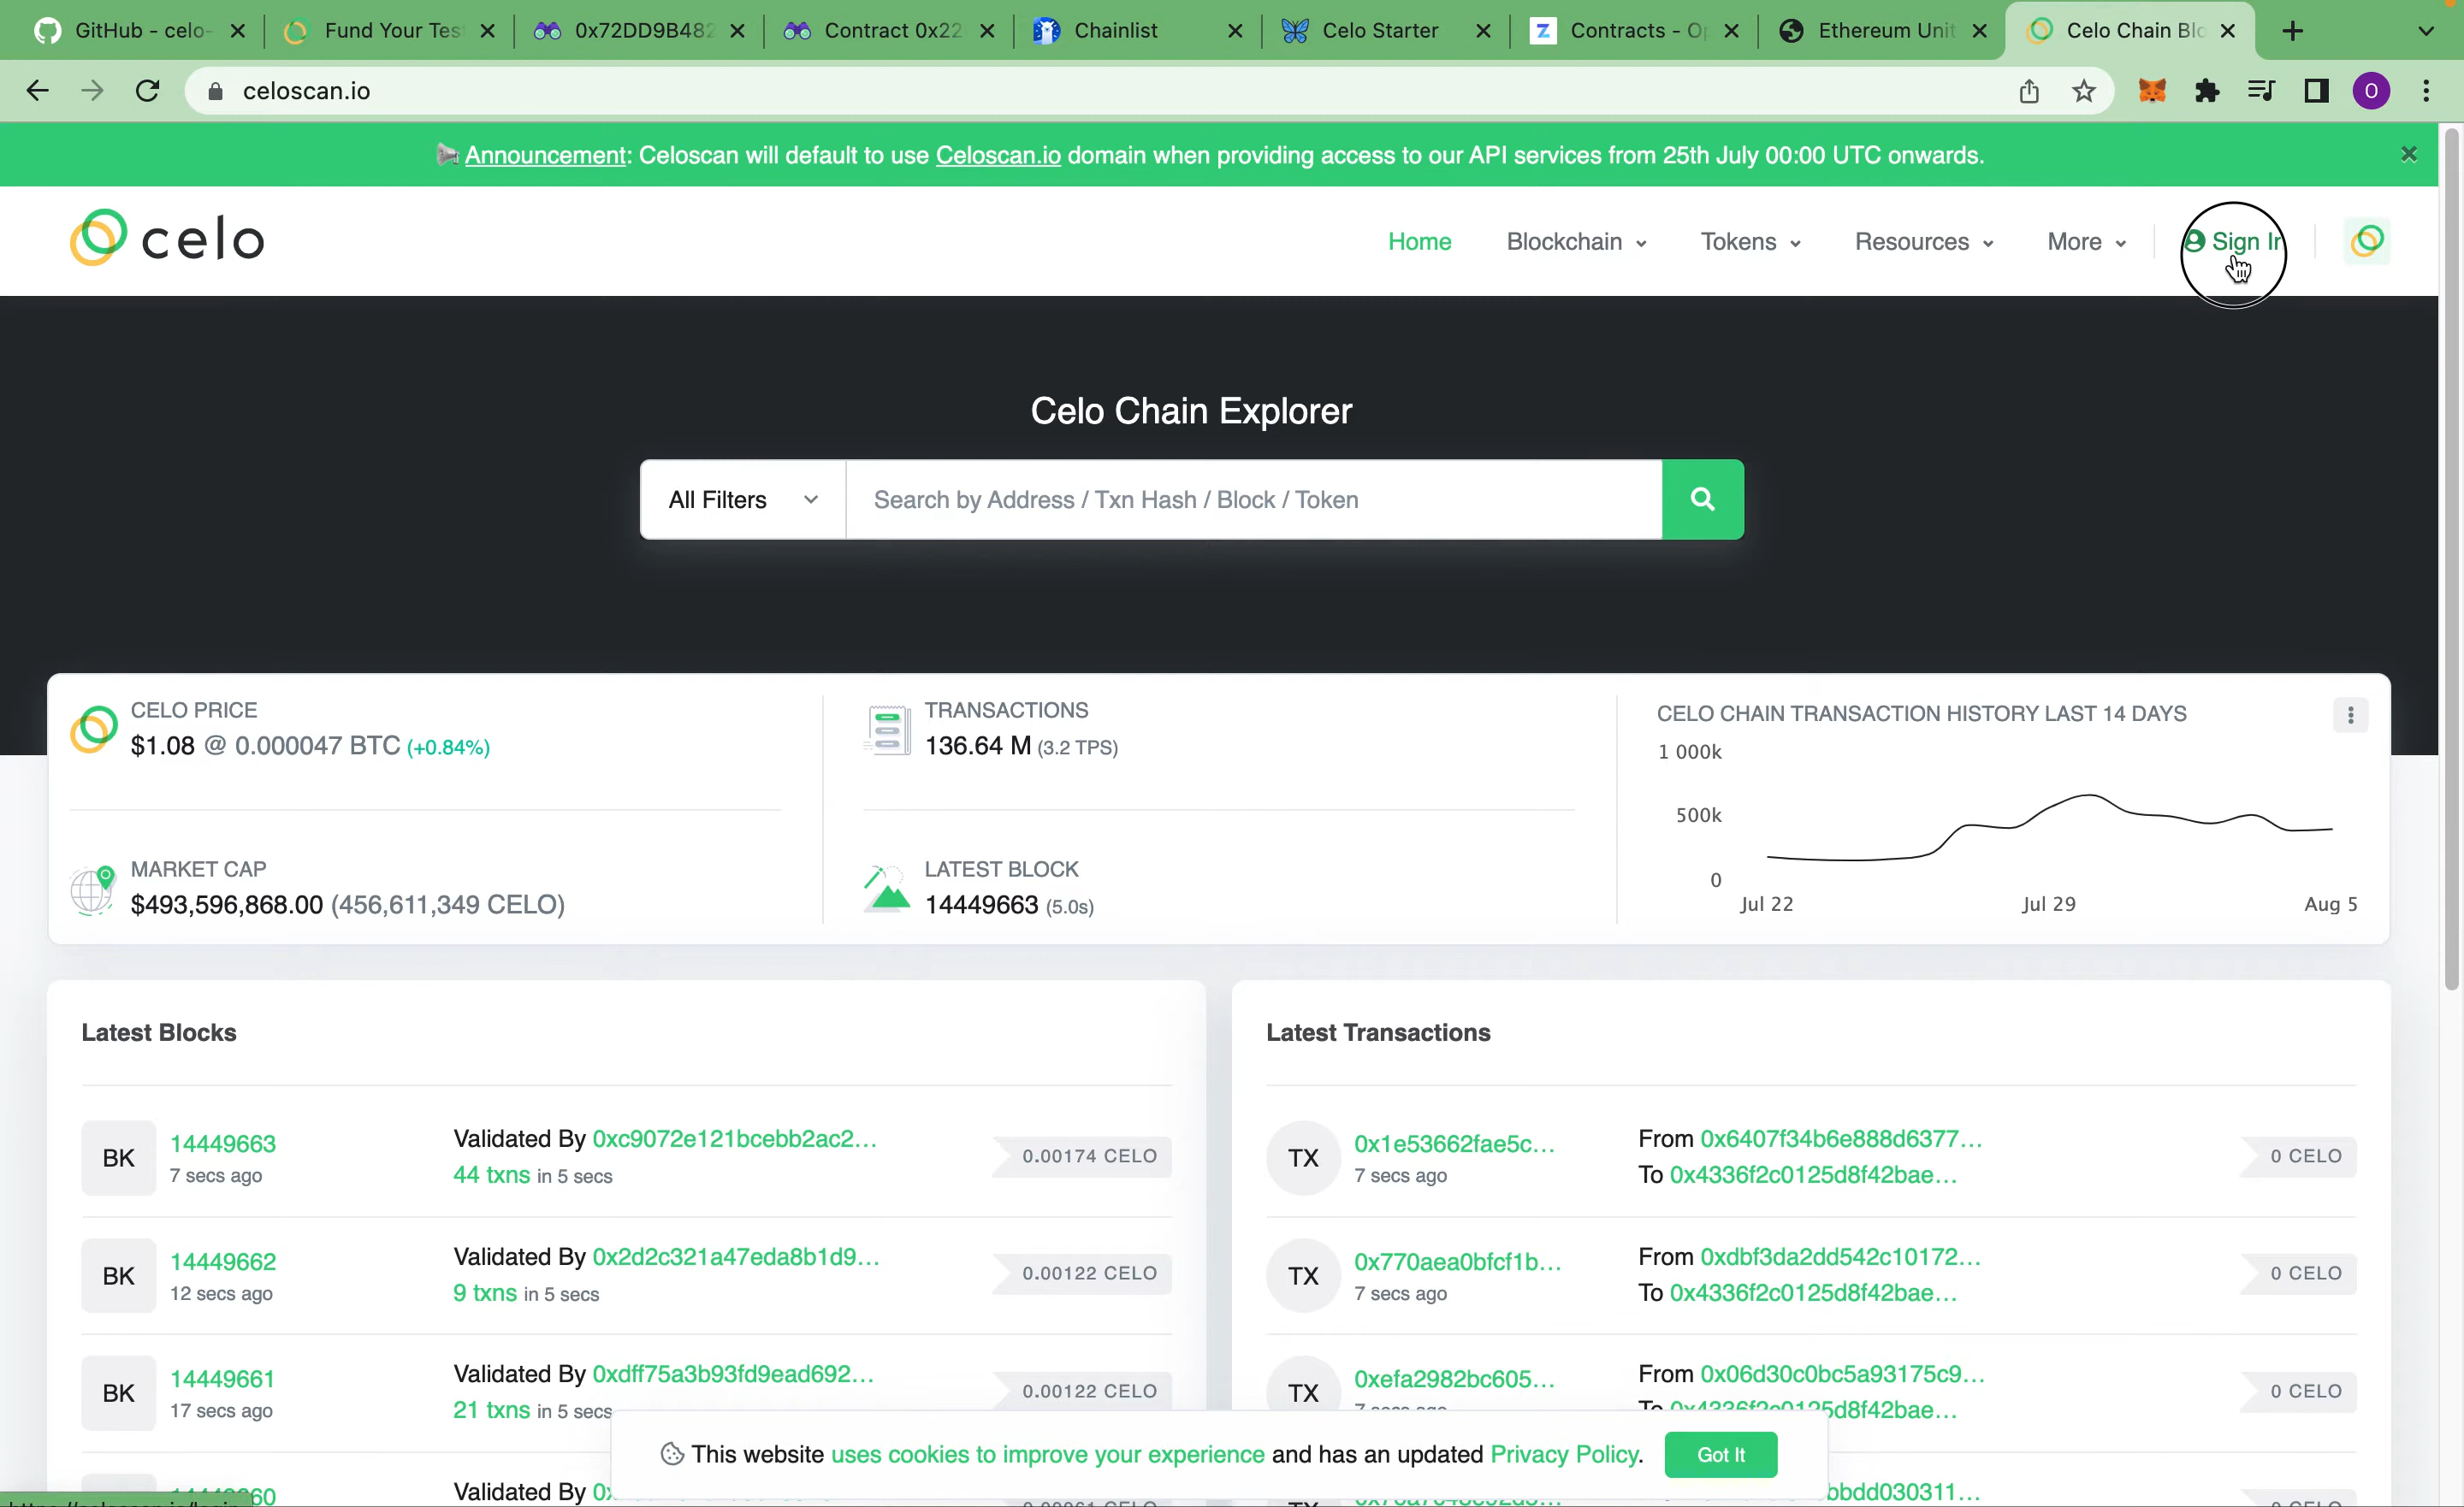 GitHub - celo-
Fund Your Tes
0x72DD9B482
Contract 0x22
Chainlist
Celo Starter
Contracts - Op
Ethereum Unit
Celo Chain Blo
celoscan.io
O
Announcement: Celoscan will default to use Celoscan.io domain when providing access to our API services from 25th July 00:00 UTC onwards.
celo
Home
Blockchain
Tokens
Resources
More
Sign In
Celo Chain Explorer
All Filters
Search by Address / Txn Hash / Block / Token
CELO PRICE
$1.08 @ 0.000047 BTC (+0.84%)
MARKET CAP
$493,596,868.00 (456,611,349 CELO)
TRANSACTIONS
136.64 M (3.2 TPS)
LATEST BLOCK
14449663 (5.0s)
CELO CHAIN TRANSACTION HISTORY LAST 14 DAYS
1 000k
500k
0
Jul 22
Jul 29
Aug 5
Latest Blocks
BK
14449663
7 secs ago
Validated By 0xc9072e121bcebb2ac2...
44 txns in 5 secs
0.00174 CELO
BK
14449662
12 secs ago
Validated By 0x2d2c321a47eda8b1d9...
9 txns in 5 secs
0.00122 CELO
BK
14449661
17 secs ago
Validated By 0xdff75a3b93fd9ead692...
21 txns in 5 secs
0.00122 CELO
Validated By
Latest Transactions
TX
0x1e53662fae5c...
7 secs ago
From 0x6407f34b6e888d6377...
To 0x4336f2c0125d8f42bae...
0 CELO
TX
0x770aea0bfcf1b...
7 secs ago
From 0xdbf3da2dd542c10172...
To 0x4336f2c0125d8f42bae...
0 CELO
TX
0xefa2982bc605...
7 secs ago
From 0x06d30c0bc5a93175c9...
To 0x4336f2c0125d8f42bae...
0 CELO
This website uses cookies to improve your experience and has an updated Privacy Policy.
Got It